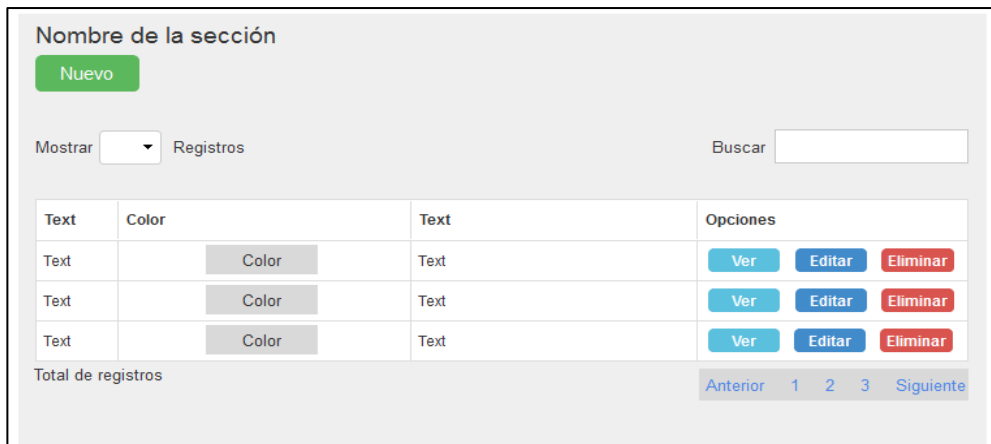 Nombre de la sección
Nuevo
Mostrar Registros Buscar
Text Color Text Opciones
Text Color Text Ver Editar Eliminar
Text Color Text Ver Editar Eliminar
Text Color Text Ver Editar Eliminar
Total de registros Anterior 1 2 3 Siguiente